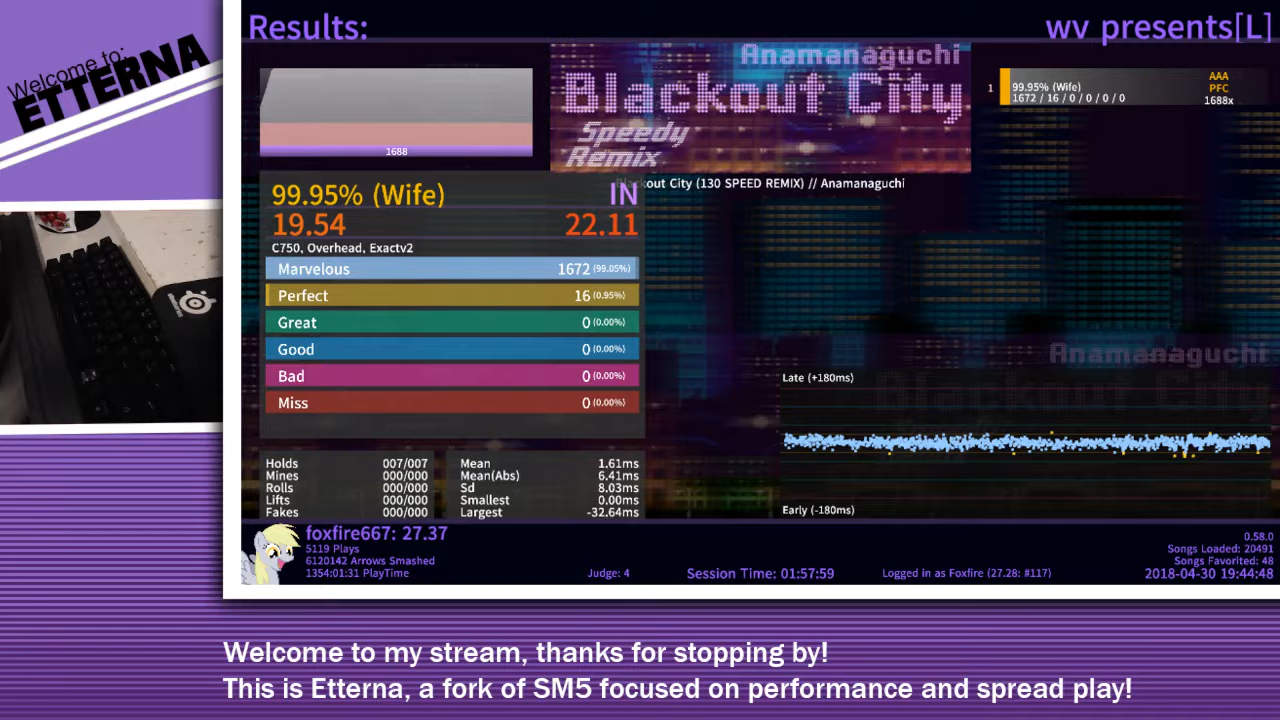 Welcome to:
ETTERNA
Results:
wv presents[L]
1688
Anamanaguchi
Blackout City
Speedy
Remix
1
99.95% (Wife)
1672 / 16 / 0 / 0 / 0 / 0
AAA
PFC
1688x
Blackout City (130 SPEED REMIX) // Anamanaguchi
99.95% (Wife) IN
19.54 22.11
C750, Overhead, Exactv2
Marvelous 1672 (99.05%)
Perfect 16 (0.95%)
Great 0 (0.00%)
Good 0 (0.00%)
Bad 0 (0.00%)
Miss 0 (0.00%)
Anamanaguchi
Blackout City
Late (+180ms)
Early (-180ms)
Holds 007/007
Mines 000/000
Rolls 000/000
Lifts 000/000
Fakes 000/000
Mean 1.61ms
Mean(Abs) 6.41ms
Sd 8.03ms
Smallest 0.00ms
Largest -32.64ms
foxfire667: 27.37
5119 Plays
6120142 Arrows Smashed
1354:01:31 PlayTime
Judge: 4
Session Time: 01:57:59
Logged in as Foxfire (27.28: #117)
0.58.0
Songs Loaded: 20491
Songs Favorited: 48
2018-04-30 19:44:48
Welcome to my stream, thanks for stopping by!
This is Etterna, a fork of SM5 focused on performance and spread play!